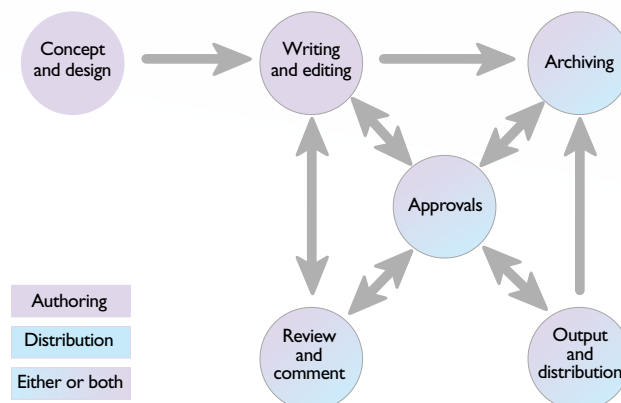 Concept
and design
Writing
and editing
Archiving
Approvals
Authoring
Distribution
Either or both
Review
and
comment
Output
and
distribution